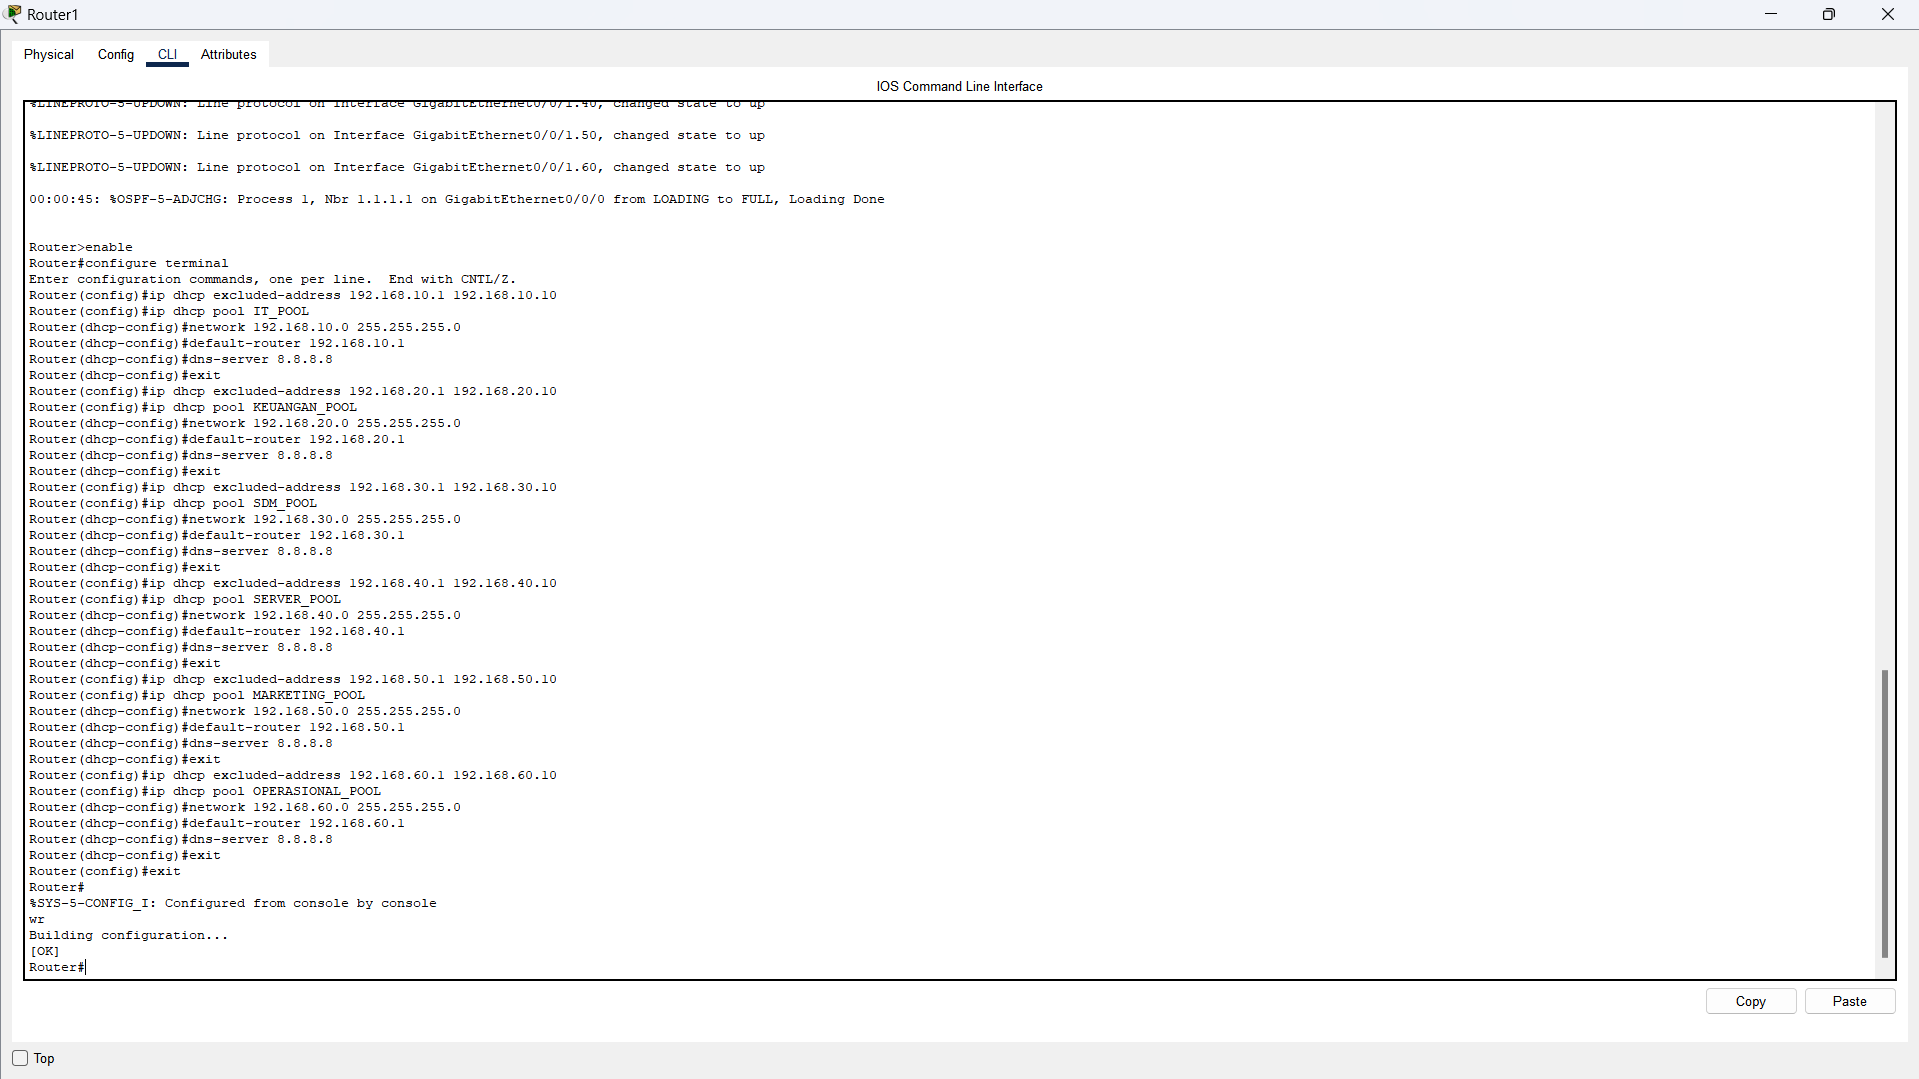 Router1
Physical Config CLI Attributes
IOS Command Line Interface
%LINEPROTO-5-UPDOWN: Line protocol on Interface GigabitEthernet0/0/1.40, changed state to up
%LINEPROTO-5-UPDOWN: Line protocol on Interface GigabitEthernet0/0/1.50, changed state to up
%LINEPROTO-5-UPDOWN: Line protocol on Interface GigabitEthernet0/0/1.60, changed state to up
00:00:45: %OSPF-5-ADJCHG: Process 1, Nbr 1.1.1.1 on GigabitEthernet0/0/0 from LOADING to FULL, Loading Done
Router>enable
Router#configure terminal
Enter configuration commands, one per line.  End with CNTL/Z.
Router(config)#ip dhcp excluded-address 192.168.10.1 192.168.10.10
Router(config)#ip dhcp pool IT_POOL
Router(dhcp-config)#network 192.168.10.0 255.255.255.0
Router(dhcp-config)#default-router 192.168.10.1
Router(dhcp-config)#dns-server 8.8.8.8
Router(dhcp-config)#exit
Router(config)#ip dhcp excluded-address 192.168.20.1 192.168.20.10
Router(config)#ip dhcp pool KEUANGAN_POOL
Router(dhcp-config)#network 192.168.20.0 255.255.255.0
Router(dhcp-config)#default-router 192.168.20.1
Router(dhcp-config)#dns-server 8.8.8.8
Router(dhcp-config)#exit
Router(config)#ip dhcp excluded-address 192.168.30.1 192.168.30.10
Router(config)#ip dhcp pool SDM_POOL
Router(dhcp-config)#network 192.168.30.0 255.255.255.0
Router(dhcp-config)#default-router 192.168.30.1
Router(dhcp-config)#dns-server 8.8.8.8
Router(dhcp-config)#exit
Router(config)#ip dhcp excluded-address 192.168.40.1 192.168.40.10
Router(config)#ip dhcp pool SERVER_POOL
Router(dhcp-config)#network 192.168.40.0 255.255.255.0
Router(dhcp-config)#default-router 192.168.40.1
Router(dhcp-config)#dns-server 8.8.8.8
Router(dhcp-config)#exit
Router(config)#ip dhcp excluded-address 192.168.50.1 192.168.50.10
Router(config)#ip dhcp pool MARKETING_POOL
Router(dhcp-config)#network 192.168.50.0 255.255.255.0
Router(dhcp-config)#default-router 192.168.50.1
Router(dhcp-config)#dns-server 8.8.8.8
Router(dhcp-config)#exit
Router(config)#ip dhcp excluded-address 192.168.60.1 192.168.60.10
Router(config)#ip dhcp pool OPERASIONAL_POOL
Router(dhcp-config)#network 192.168.60.0 255.255.255.0
Router(dhcp-config)#default-router 192.168.60.1
Router(dhcp-config)#dns-server 8.8.8.8
Router(dhcp-config)#exit
Router(config)#exit
Router#
%SYS-5-CONFIG_I: Configured from console by console
wr
Building configuration...
[OK]
Router#
Copy Paste
Top